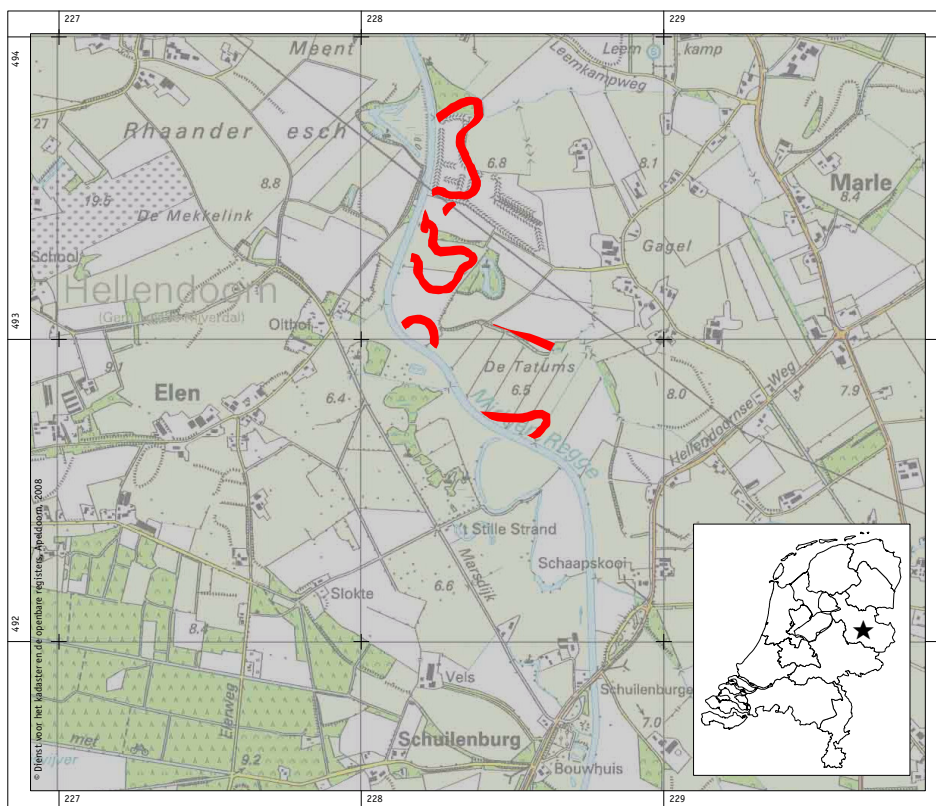 227
228
229
494
493
492
Meent
Leem
S
kamp
Leemkampweg
27
Rhaander esch
6.8
8.1
Marle
8.4
8.8
19.5
De Mekkelink
Gagel
School
Hellendoorn
Olthof
9.1
De Tatums
Elen
6.4
6.5
8.0
7.9
Hellendoornse Weg
Regge
't Stille Strand
Schaapskooi
Marsdijk
6.6
Slokte
8.4
Vels
Schuilenburg
7.0
Elerweg
Schuilenburg
met
9.2
Bouwhuis
© Dienst voor het kadaster en de openbare registers, Apeldoorn, 2008
227
228
229